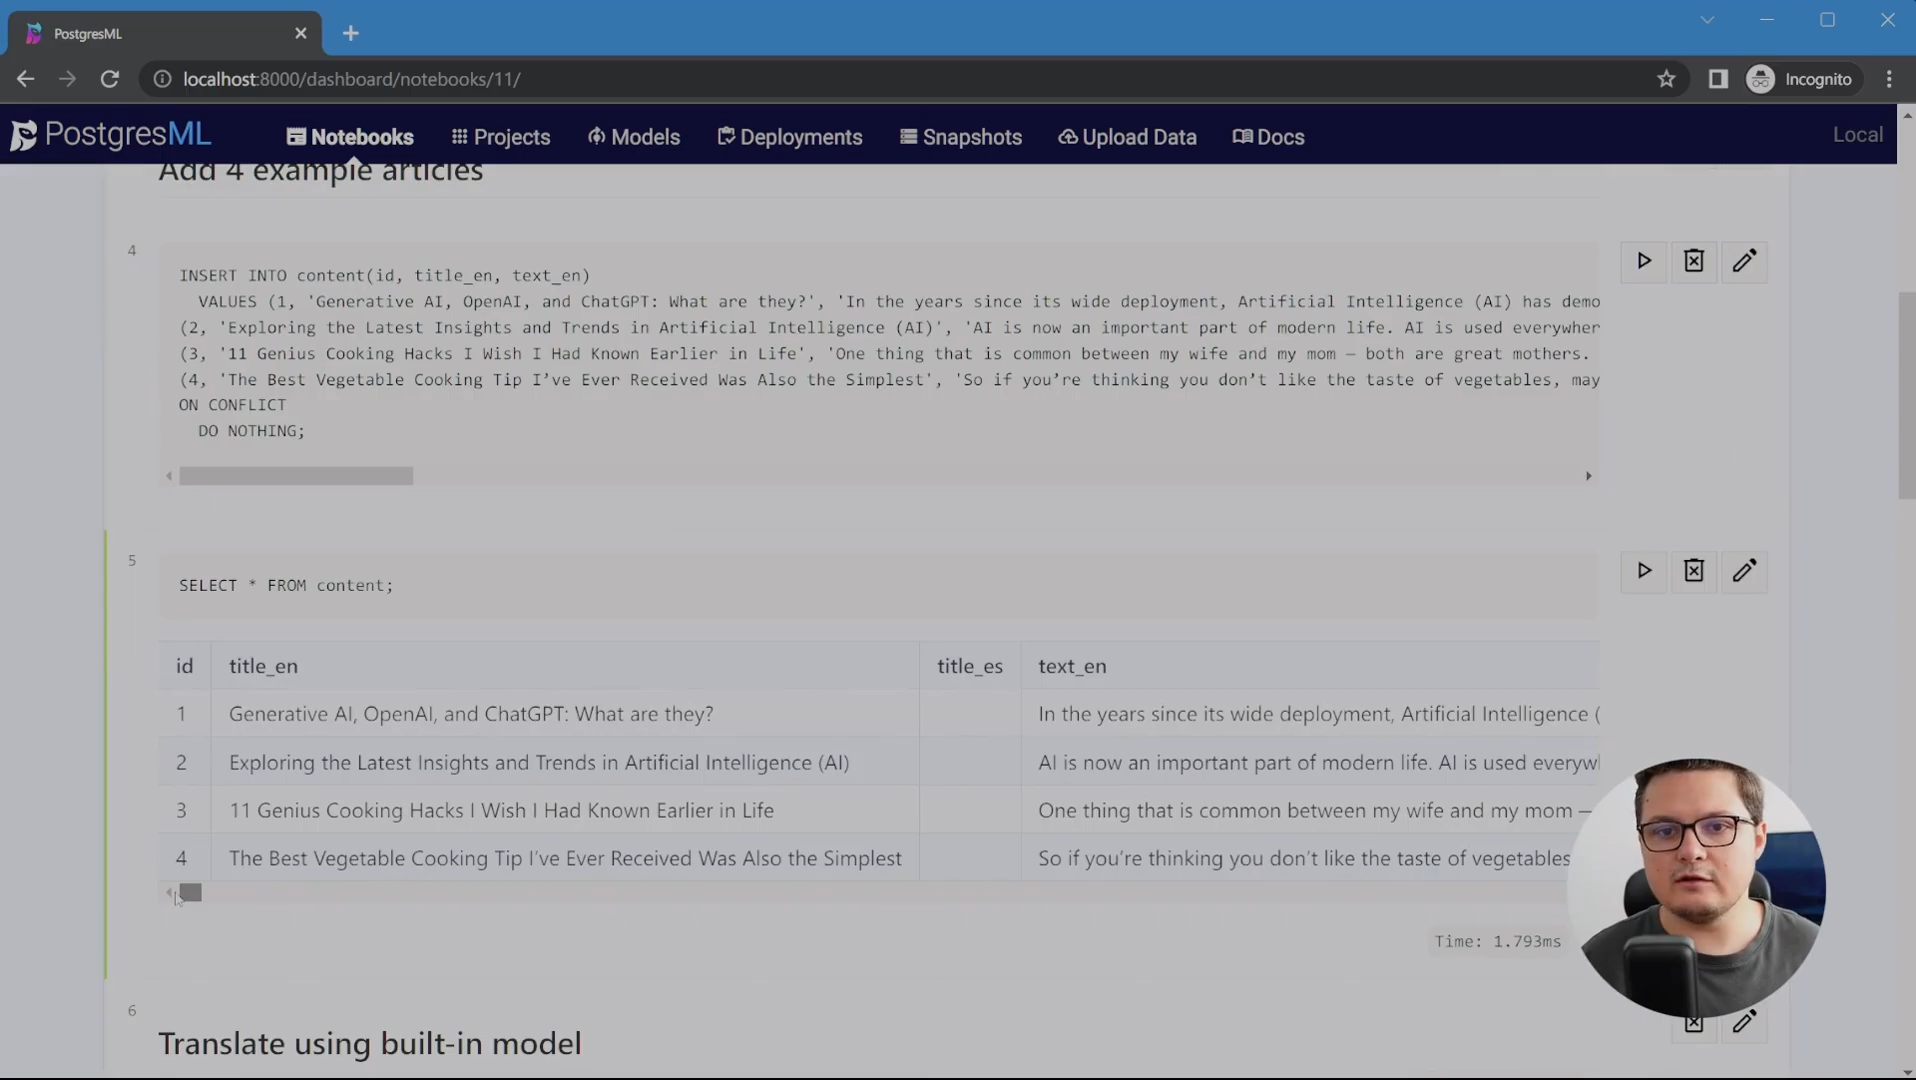 PostgresML
localhost:8000/dashboard/notebooks/11/
Incognito
PostgresML
Notebooks
Projects
Models
Deployments
Snapshots
Upload Data
Docs
Local
Add 4 example articles
4
INSERT INTO content(id, title_en, text_en)
VALUES (1, 'Generative AI, OpenAI, and ChatGPT: What are they?', 'In the years since its wide deployment, Artificial Intelligence (AI) has demo
(2, 'Exploring the Latest Insights and Trends in Artificial Intelligence (AI)', 'AI is now an important part of modern life. AI is used everywher
(3, '11 Genius Cooking Hacks I Wish I Had Known Earlier in Life', 'One thing that is common between my wife and my mom — both are great mothers.
(4, 'The Best Vegetable Cooking Tip I’ve Ever Received Was Also the Simplest', 'So if you’re thinking you don’t like the taste of vegetables, may
ON CONFLICT
DO NOTHING;
5
SELECT * FROM content;
id title_en title_es text_en
1 Generative AI, OpenAI, and ChatGPT: What are they? In the years since its wide deployment, Artificial Intelligence (
2 Exploring the Latest Insights and Trends in Artificial Intelligence (AI) AI is now an important part of modern life. AI is used everywh
3 11 Genius Cooking Hacks I Wish I Had Known Earlier in Life One thing that is common between my wife and my mom —
4 The Best Vegetable Cooking Tip I’ve Ever Received Was Also the Simplest So if you’re thinking you don’t like the taste of vegetables
Time: 1.793ms
6
Translate using built-in model